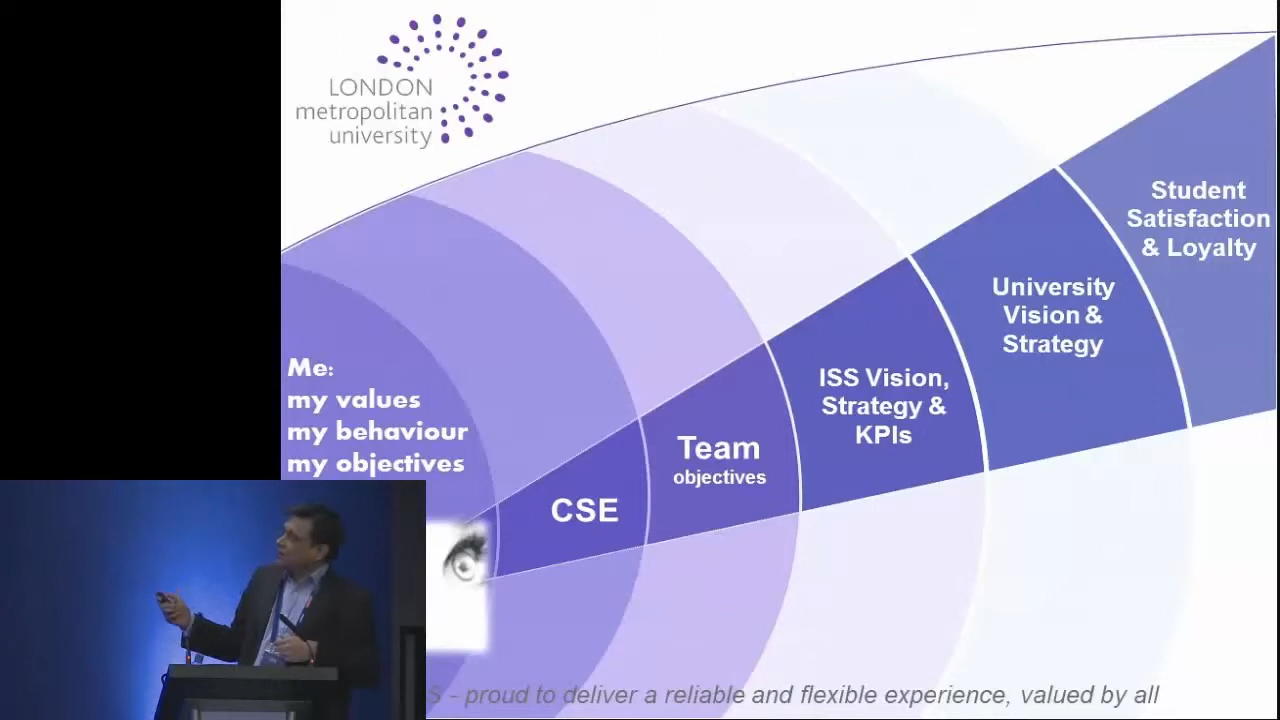 LONDON
metropolitan
university
Student
Satisfaction
& Loyalty
University
Vision &
Strategy
ISS Vision,
Strategy &
KPIs
Team
objectives
CSE
Me:
my values
my behaviour
my objectives
S - proud to deliver a reliable and flexible experience, valued by all